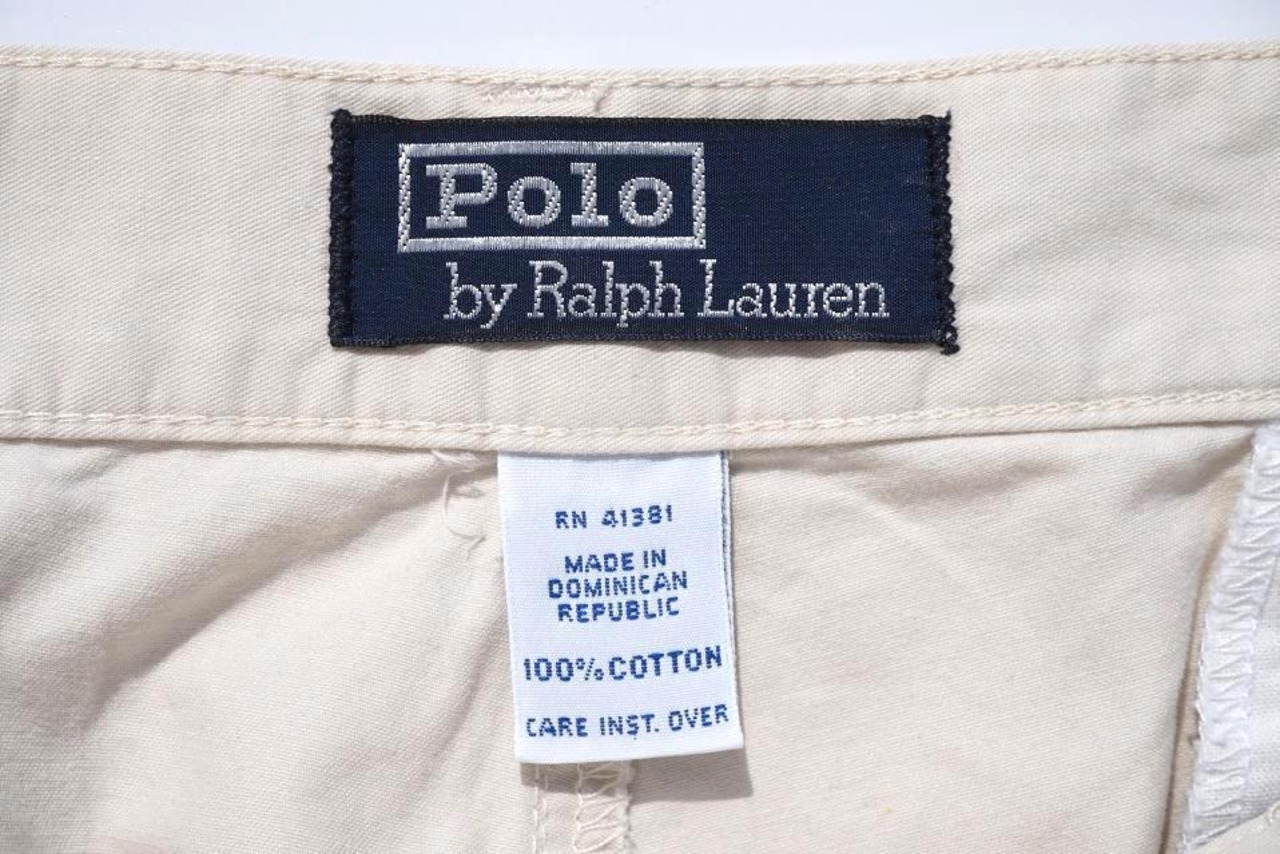 Polo
by Ralph Lauren
RN 41381
MADE IN
DOMINICAN
REPUBLIC
100% COTTON
CARE INST. OVER